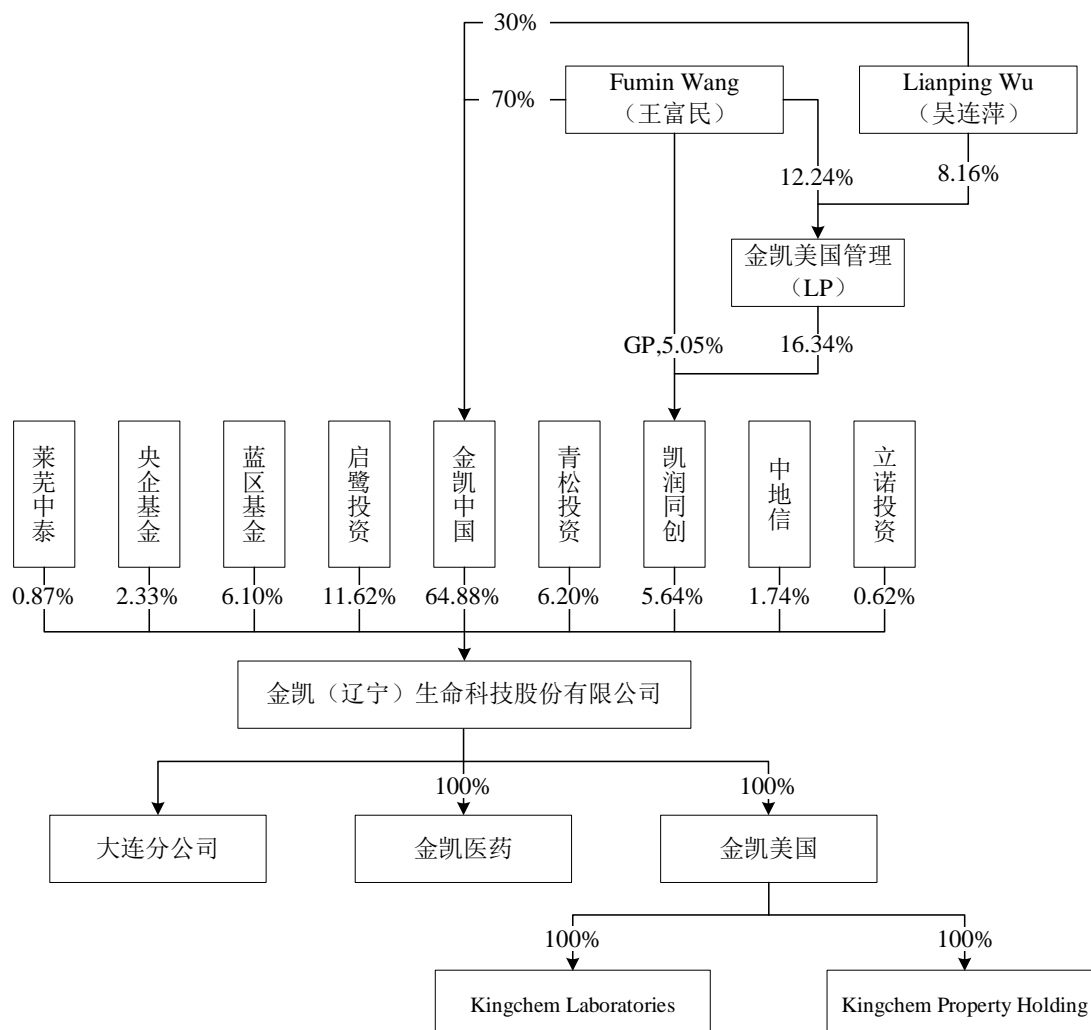 30%
Fumin Wang
（王富民）
Lianping Wu
（吴连萍）
70%
12.24%
8.16%
金凯美国管理
（LP）
GP,5.05%
16.34%
莱芜中泰
央企基金
蓝区基金
启鹭投资
金凯中国
青松投资
凯润同创
中地信
立诺投资
0.87%
2.33%
6.10%
11.62%
64.88%
6.20%
5.64%
1.74%
0.62%
金凯（辽宁）生命科技股份有限公司
100%
100%
大连分公司
金凯医药
金凯美国
100%
100%
Kingchem Laboratories
Kingchem Property Holding